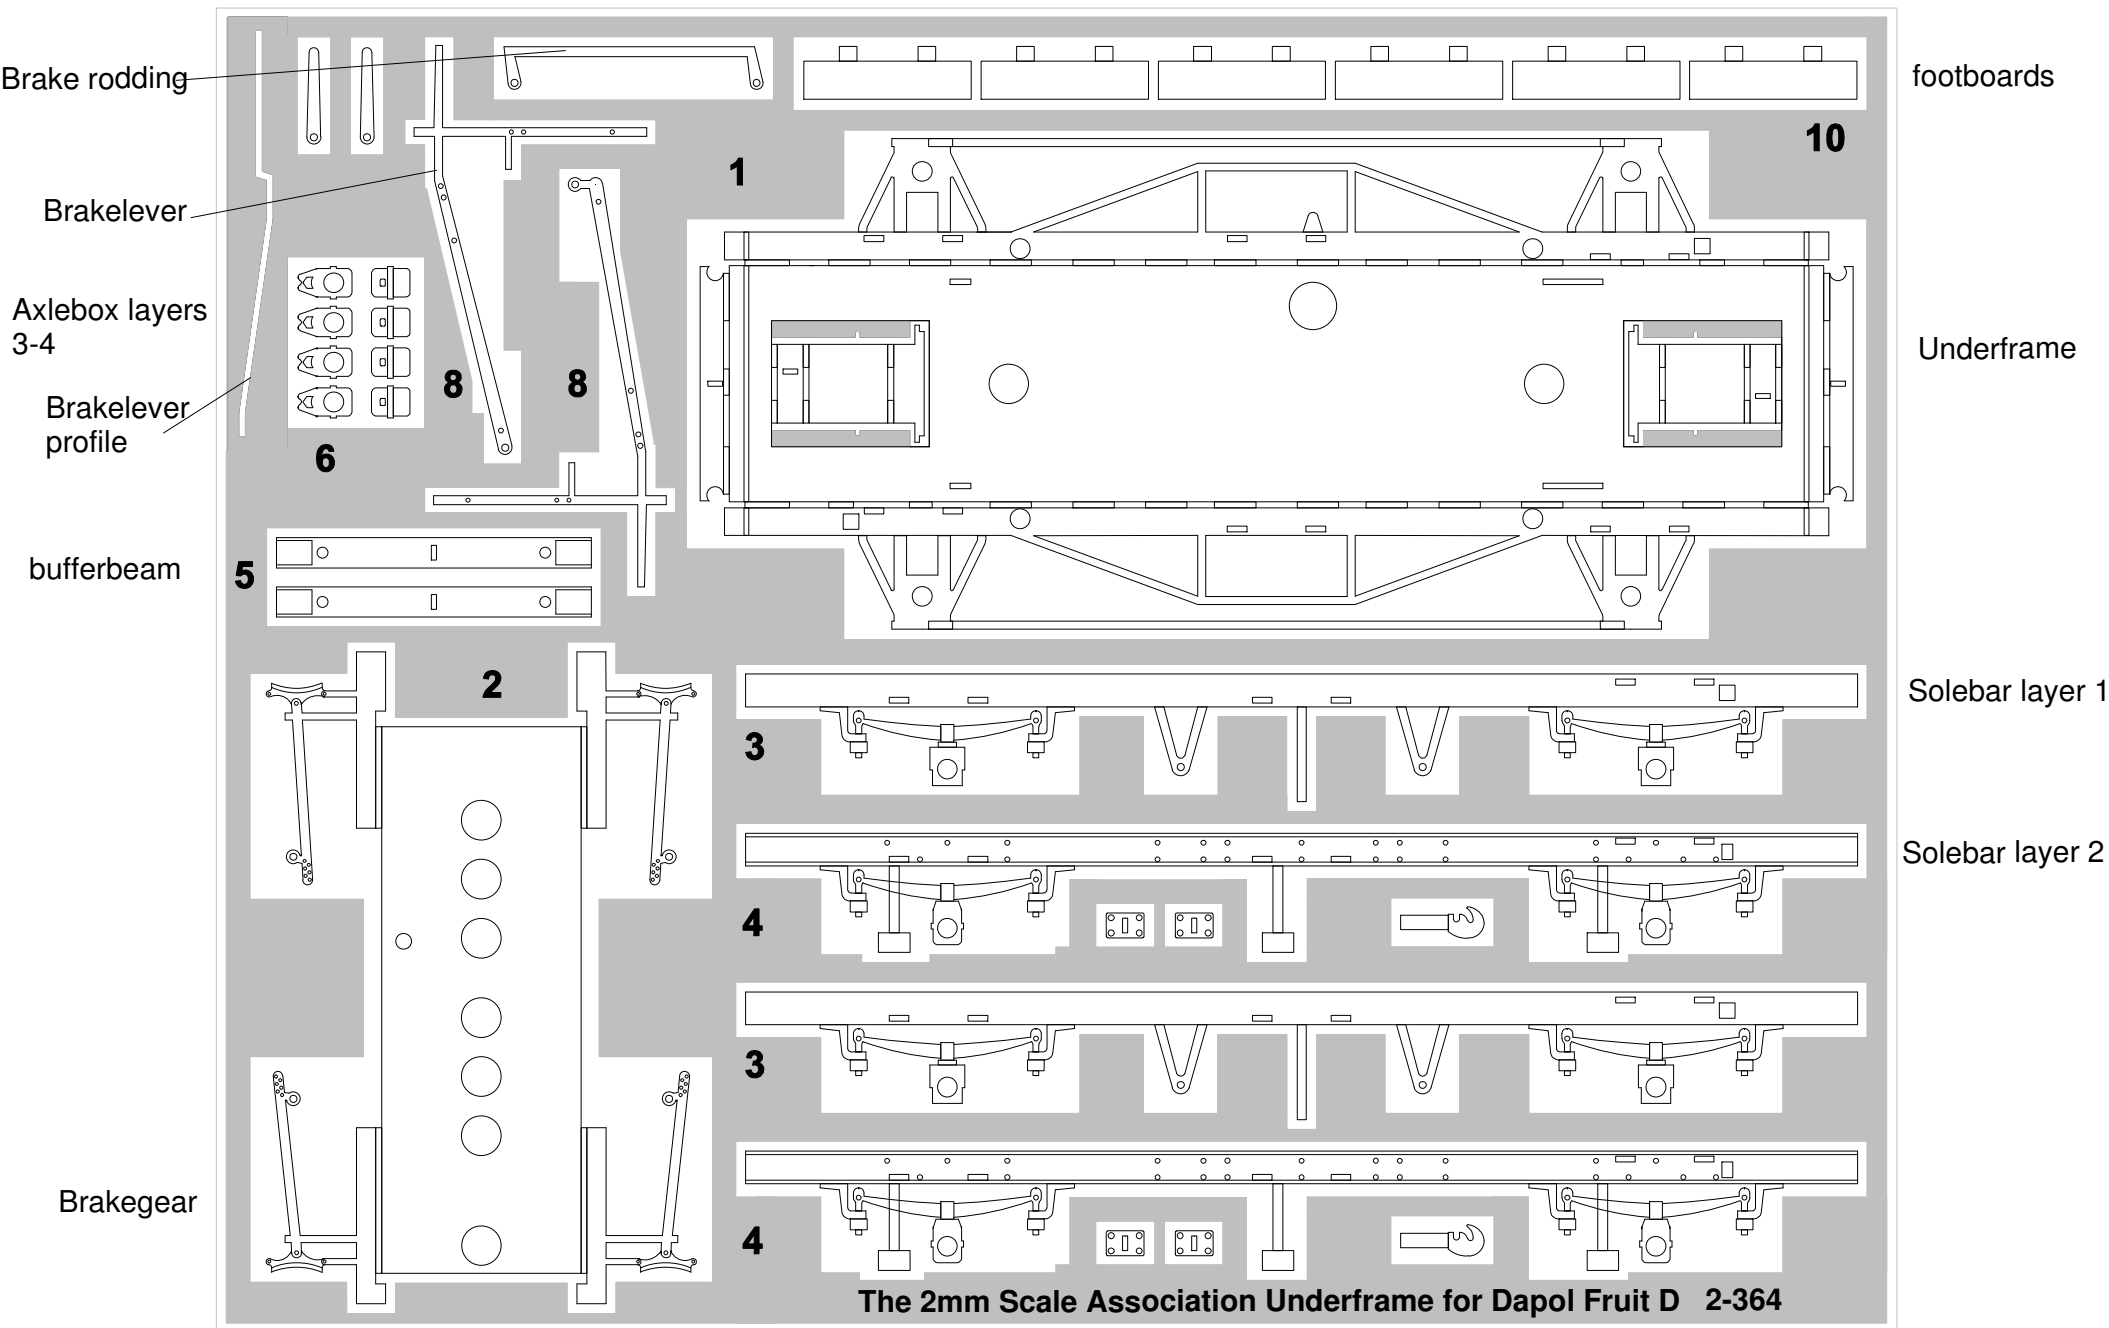 Brake rodding
footboards
10
1
Brakelever
Axlebox layers
3-4
Underframe
8
8
Brakelever
profile
6
bufferbeam
5
2
Solebar layer 1
3
Solebar layer 2
4
3
Brakegear
4
The 2mm Scale Association Underframe for Dapol Fruit D 2-364